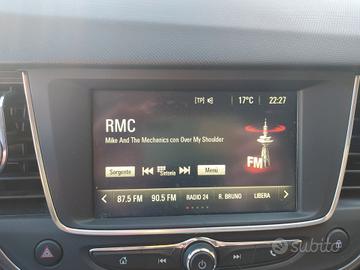 [TP] 17°C 22:27
RMC
Mike And The Mechanics con Over My Shoulder
Sorgente Sintonia Menu
FM
87.5 FM 90.5 FM RADIO 24 R. BRUNO LIBERA
subito